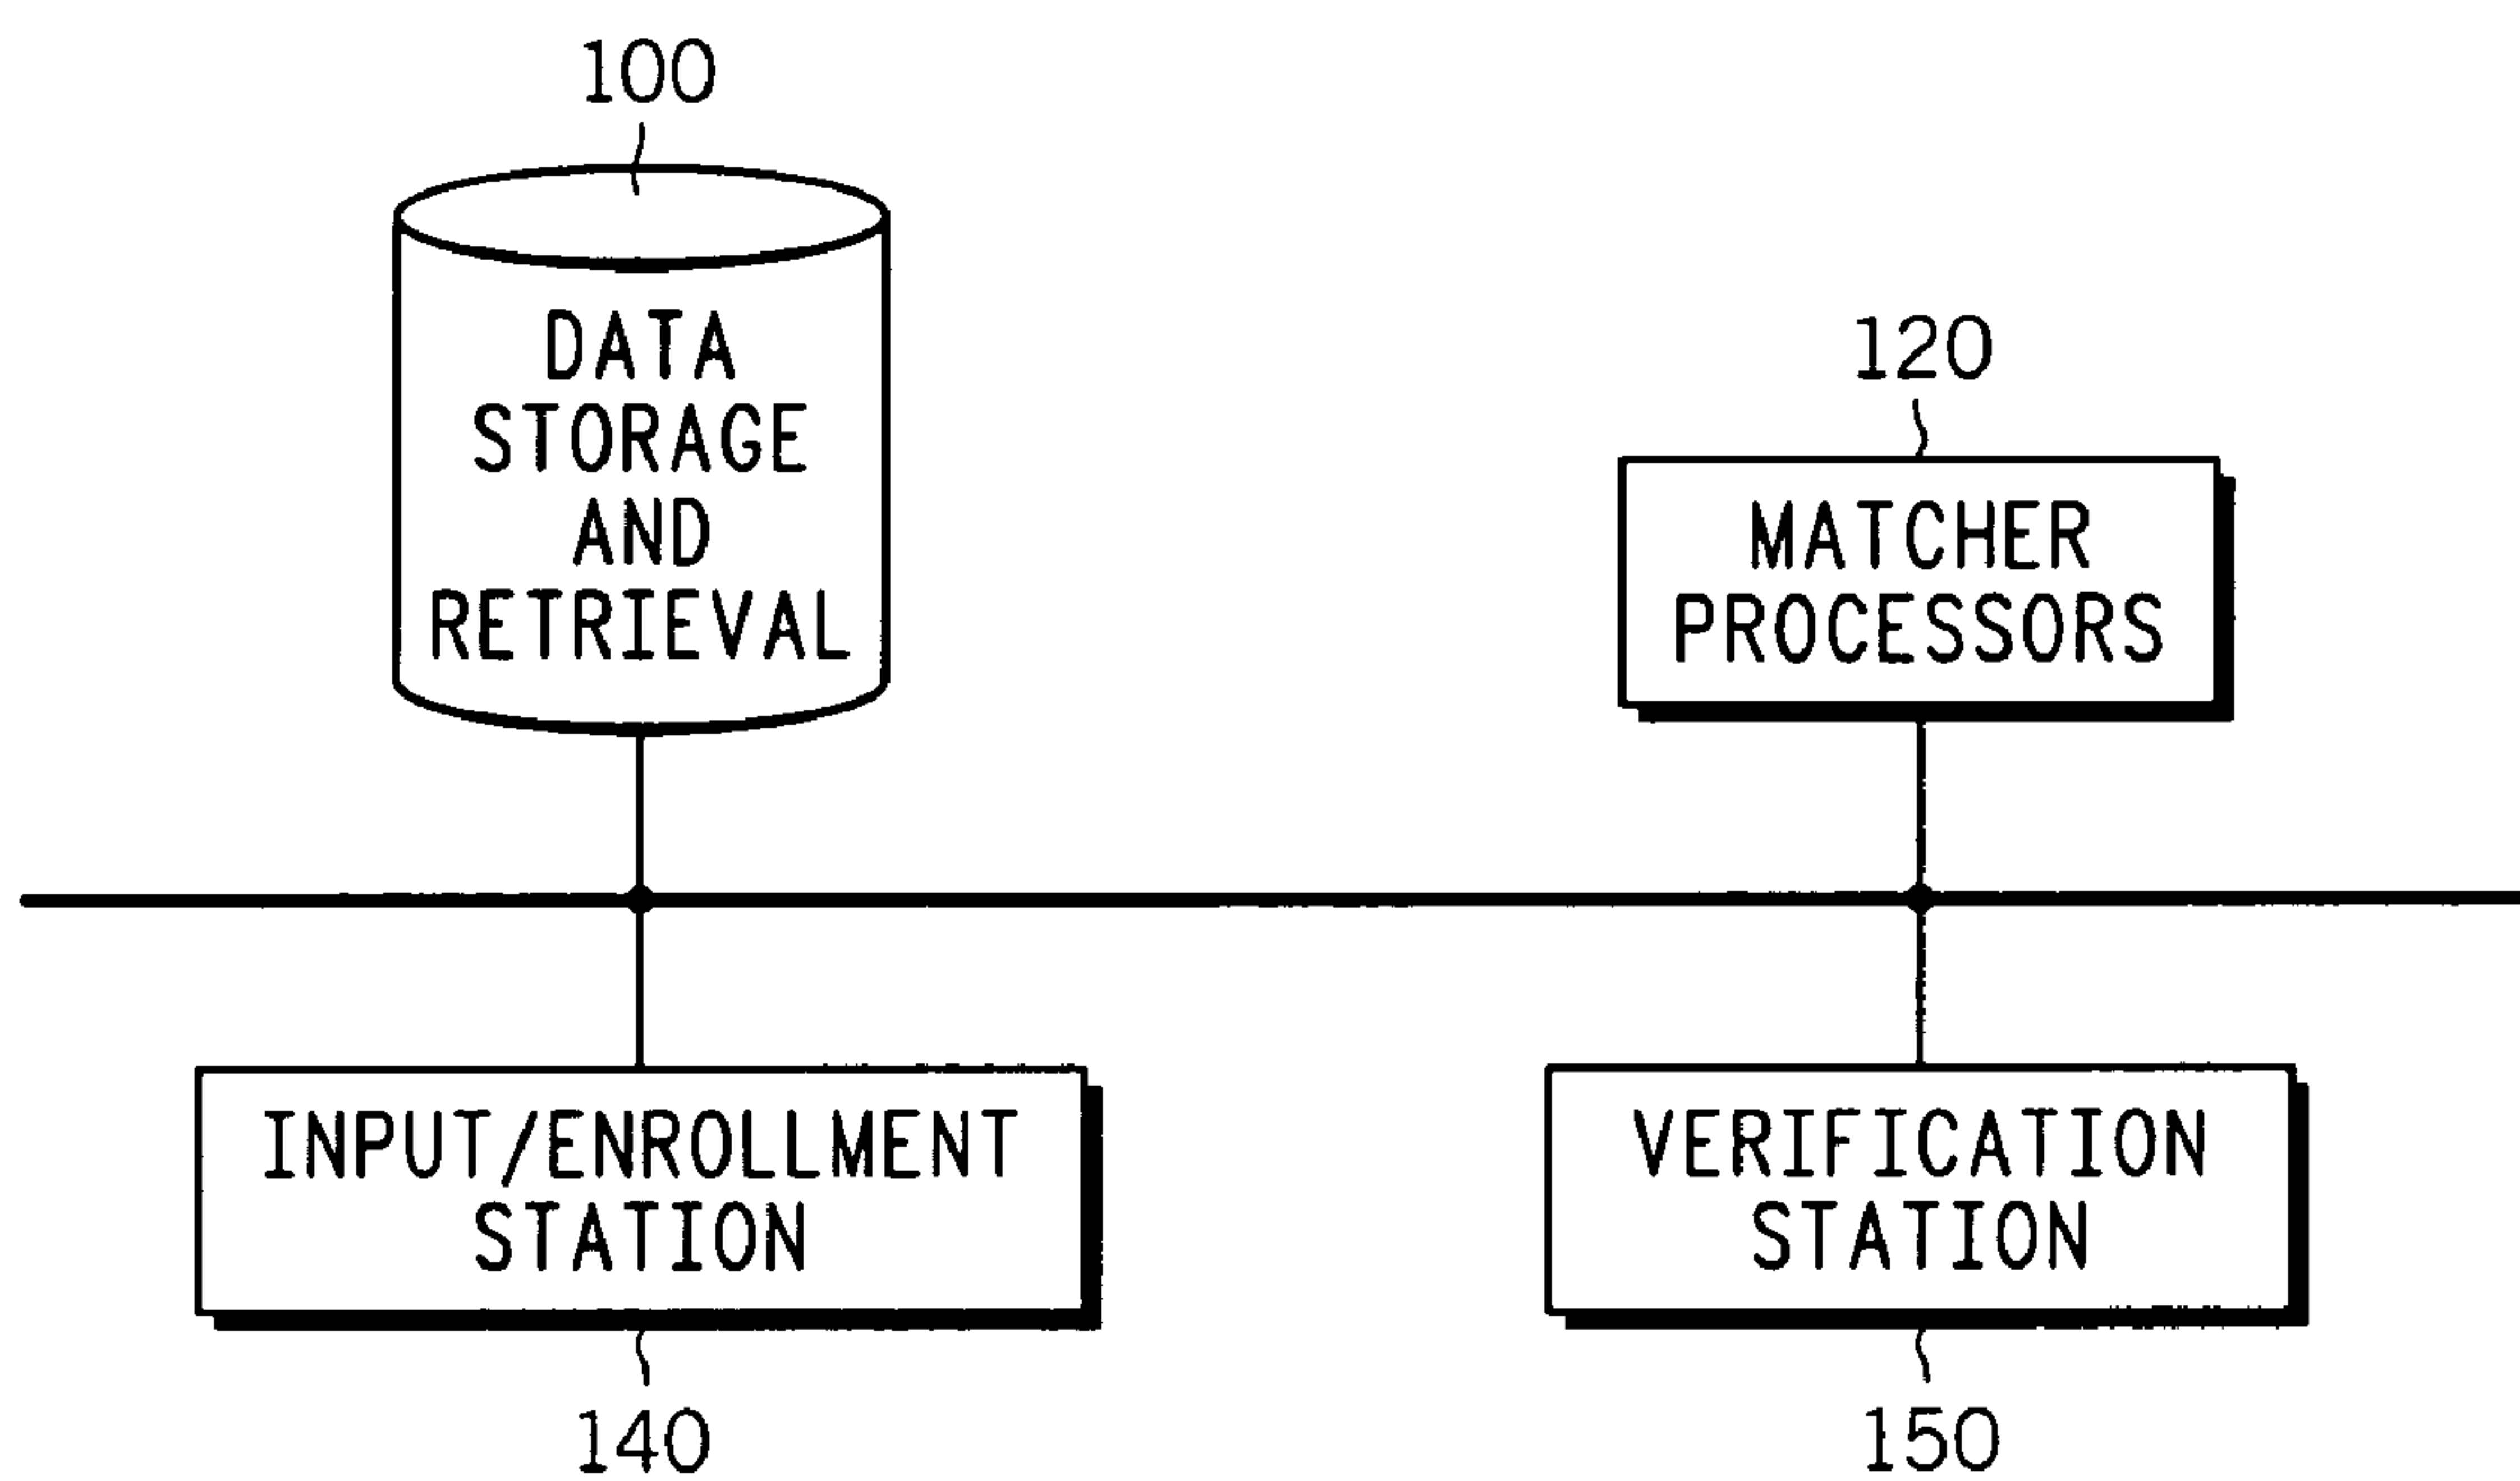 100
DATA
STORAGE
AND
RETRIEVAL
120
MATCHER
PROCESSORS
INPUT/ENROLLMENT
STATION
140
VERIFICATION
STATION
150